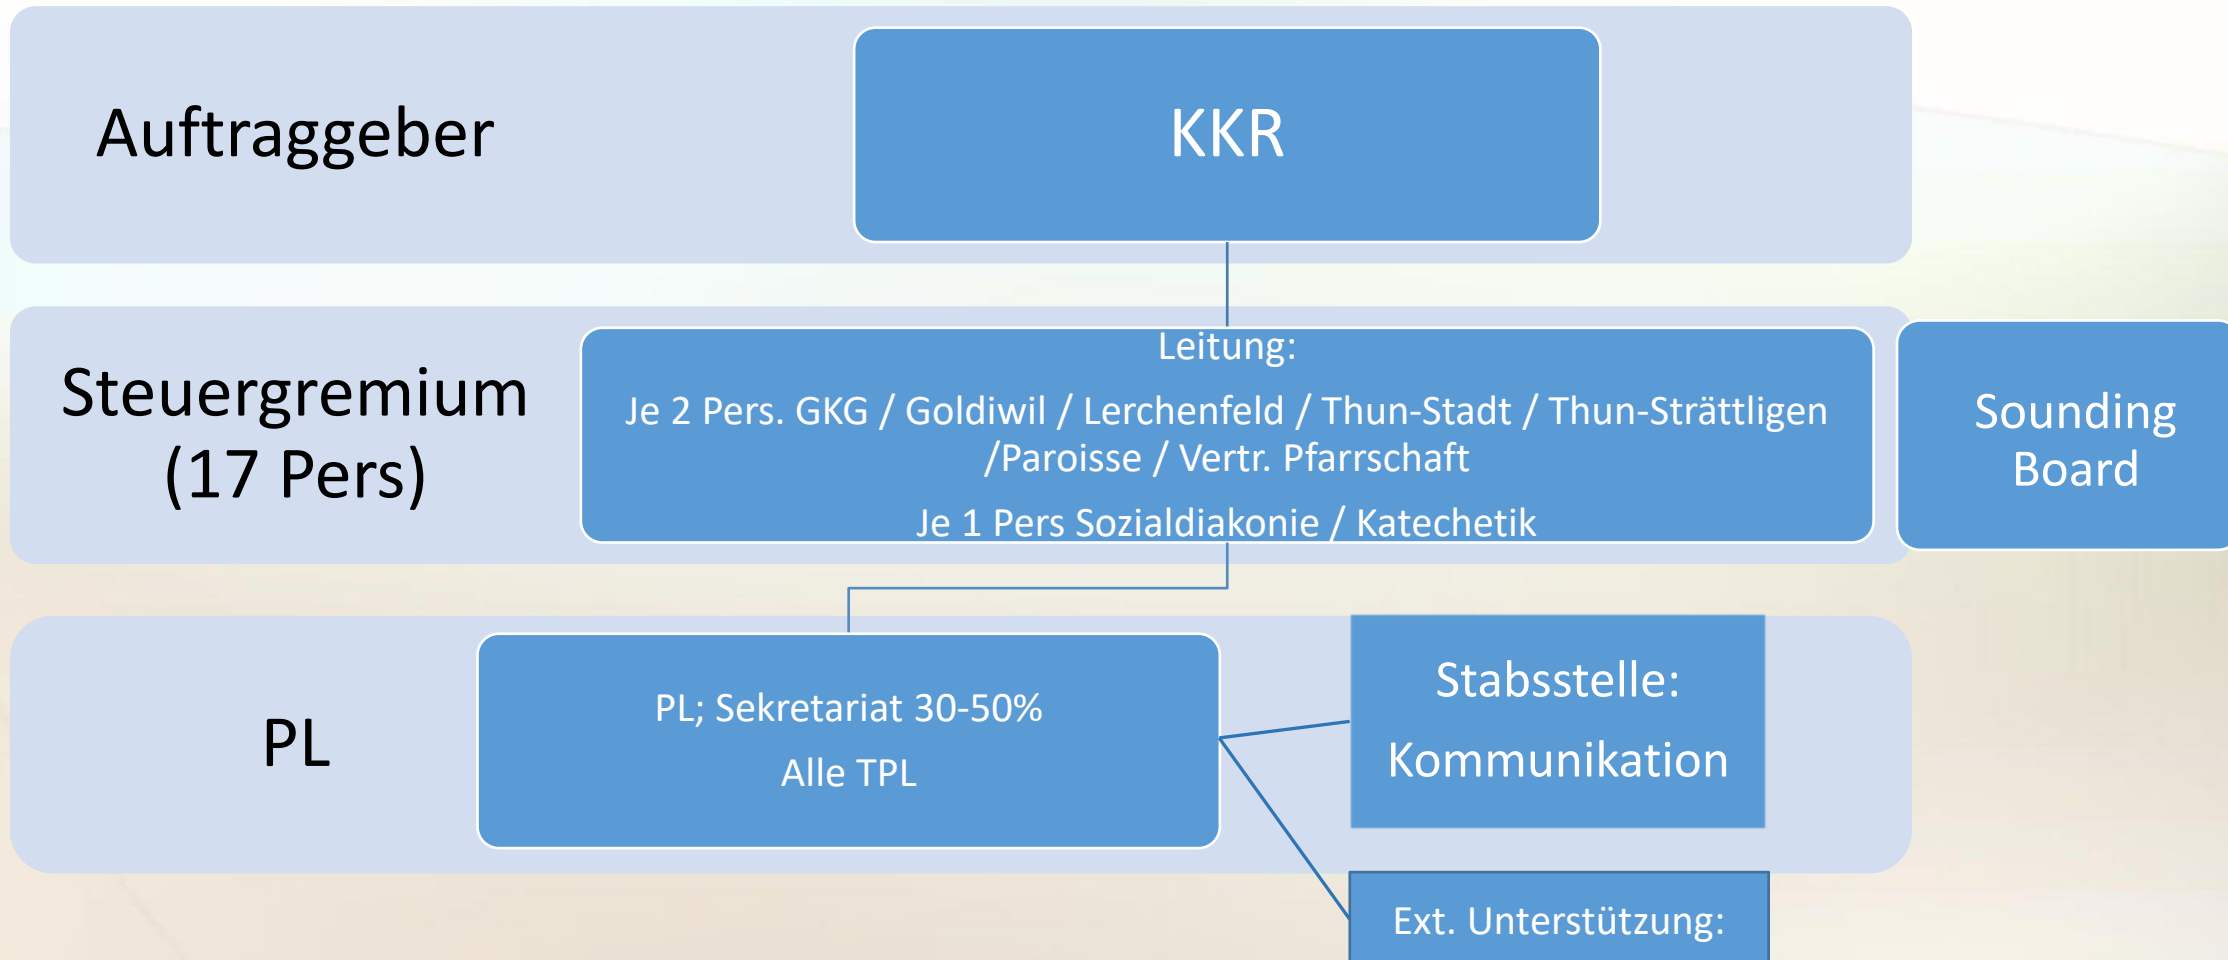 Auftraggeber
KKR
Steuergremium
(17 Pers)
Leitung:
Je 2 Pers. GKG / Goldiwil / Lerchenfeld / Thun-Stadt / Thun-Strättligen
/Paroisse / Vertr. Pfarrschaft
Je 1 Pers Sozialdiakonie / Katechetik
Sounding
Board
PL
PL; Sekretariat 30-50%
Alle TPL
Stabsstelle:
Kommunikation
Ext. Unterstützung: